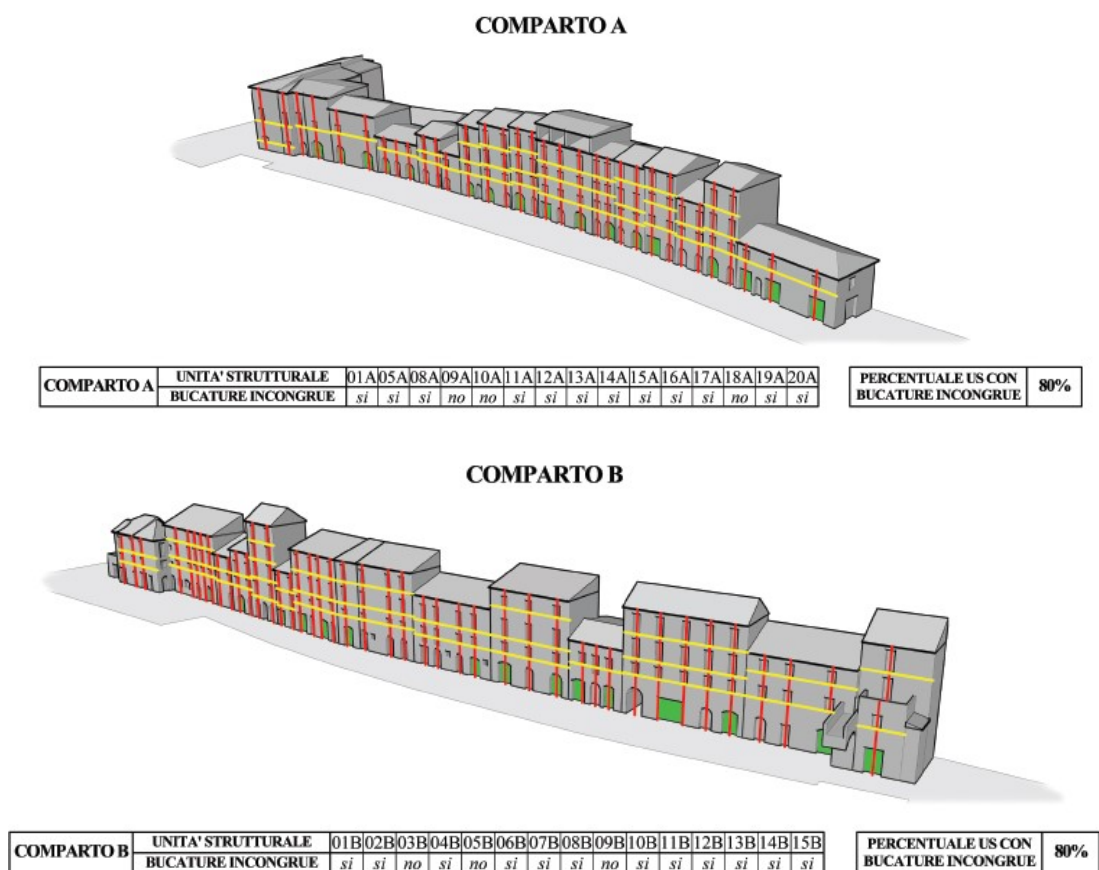 COMPARTO A
COMPARTO A UNITA' STRUTTURALE 01A 05A 08A 09A 10A 11A 12A 13A 14A 15A 16A 17A 18A 19A 20A
BUCATURE INCONGRUE si si si no no si si si si si si si no si si
PERCENTUALE US CON BUCATURE INCONGRUE 80%
COMPARTO B
COMPARTO B UNITA' STRUTTURALE 01B 02B 03B 04B 05B 06B 07B 08B 09B 10B 11B 12B 13B 14B 15B
BUCATURE INCONGRUE si si no si no si si si no si si si si si si
PERCENTUALE US CON BUCATURE INCONGRUE 80%